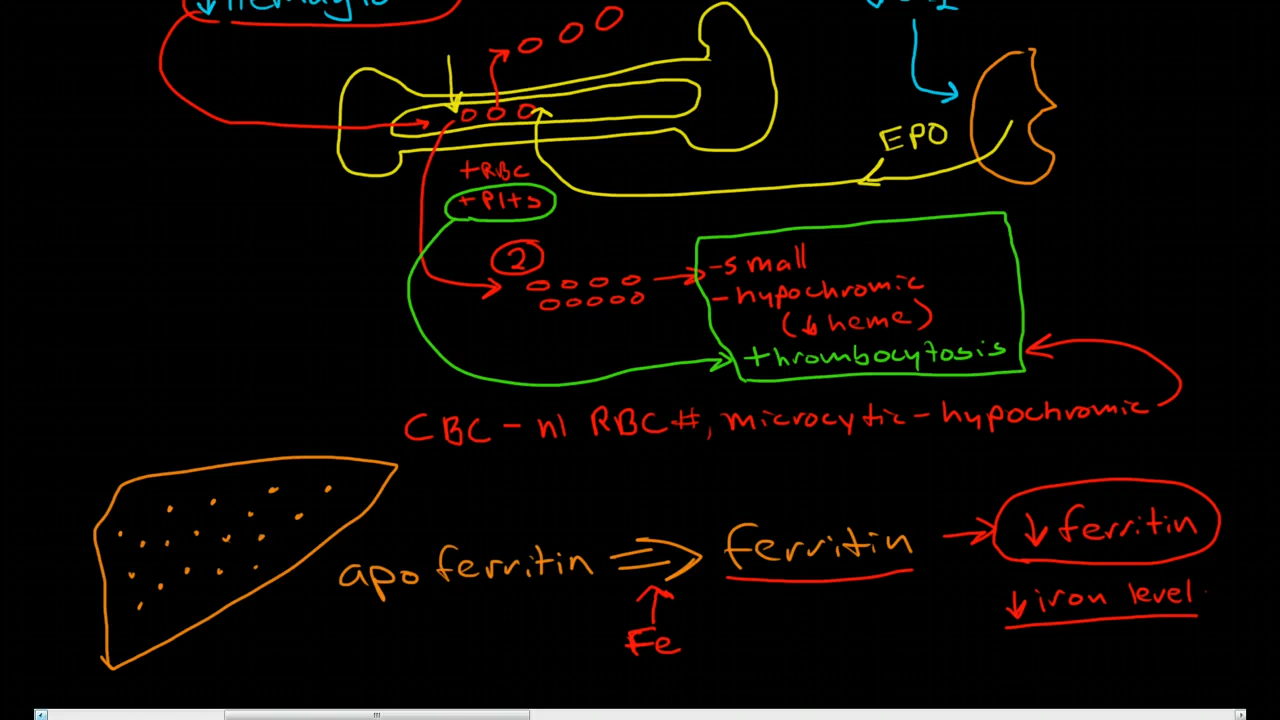 EPO
+RBC
+Plts
2
-small
-hypochromic
(↓heme)
thrombocytosis
CBC - nl RBC#, microcytic-hypochromic
apoferritin ⇒ ferritin → ↓ ferritin
Fe
↓ iron level